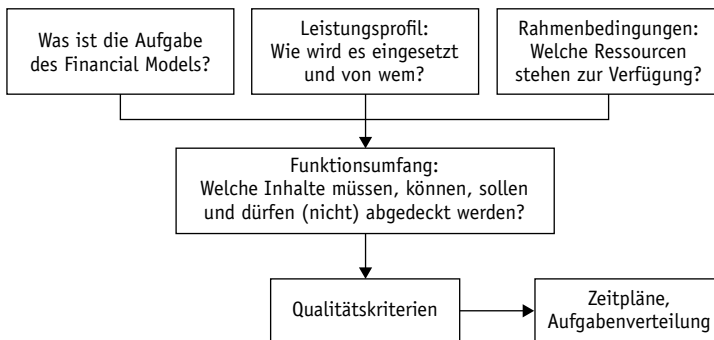 Was ist die Aufgabe
des Financial Models?
Leistungsprofil:
Wie wird es eingesetzt
und von wem?
Rahmenbedingungen:
Welche Ressourcen
stehen zur Verfügung?
Funktionsumfang:
Welche Inhalte müssen, können, sollen
und dürfen (nicht) abgedeckt werden?
Qualitätskriterien
Zeitpläne,
Aufgabenverteilung